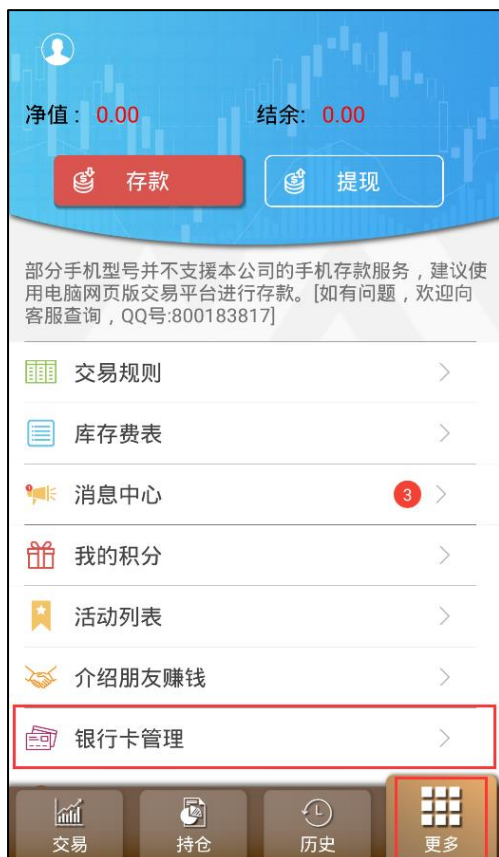 净值： 0.00 结余: 0.00
存款 提现
部分手机型号并不支援本公司的手机存款服务，建议使
用电脑网页版交易平台进行存款。[如有问题，欢迎向
客服查询，QQ号:800183817]
交易规则
库存费表
消息中心 3
我的积分
活动列表
介绍朋友赚钱
银行卡管理
交易 持仓 历史 更多